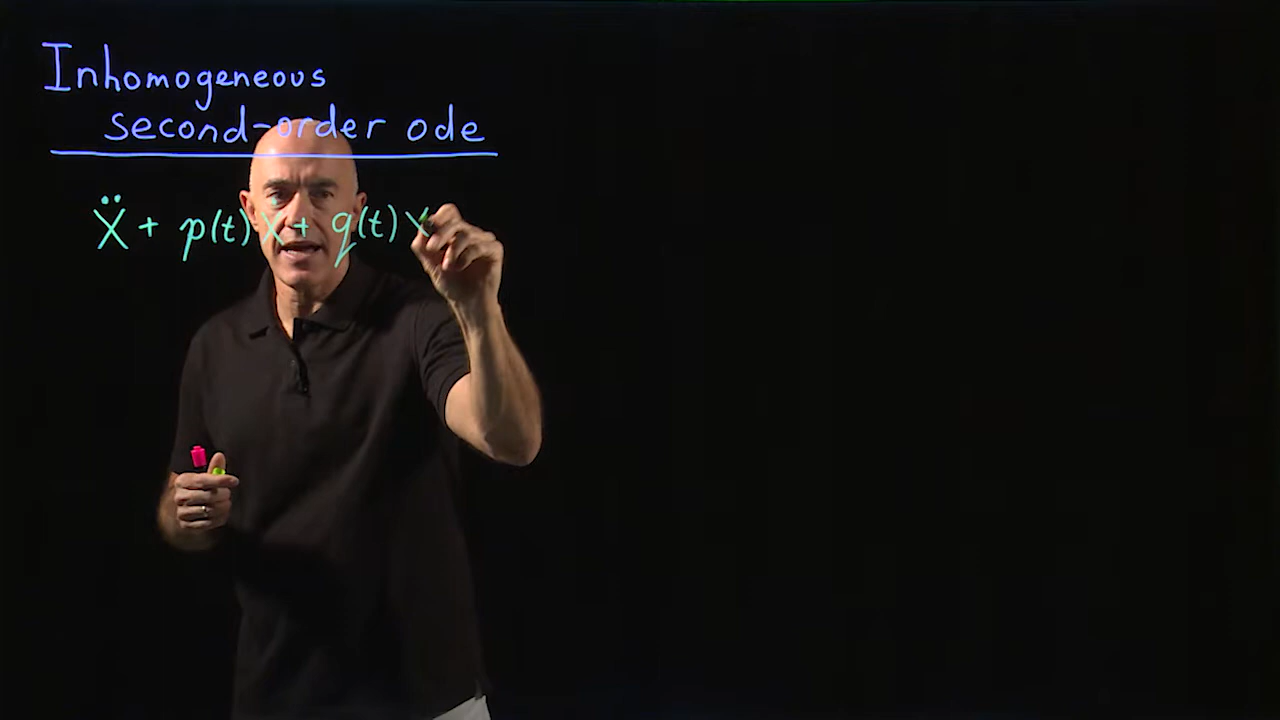 Inhomogeneous
second-order ode
ẍ + p(t) ẋ + q(t) x